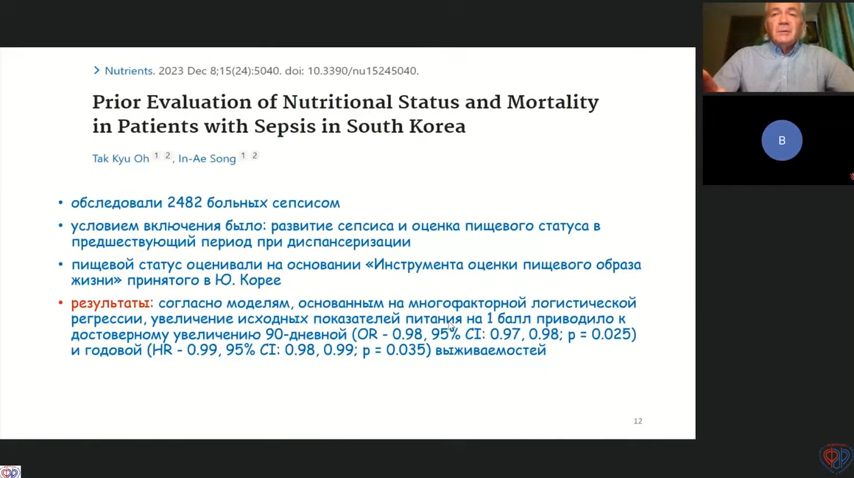 > Nutrients. 2023 Dec 8;15(24):5040. doi: 10.3390/nu15245040.
Prior Evaluation of Nutritional Status and Mortality
in Patients with Sepsis in South Korea
Tak Kyu Oh 1 2, In-Ae Song 1 2
• обследовали 2482 больных сепсисом
• условием включения было: развитие сепсиса и оценка пищевого статуса в
предшествующий период при диспансеризации
• пищевой статус оценивали на основании «Инструмента оценки пищевого образа
жизни» принятого в Ю. Корее
• результаты: согласно моделям, основанным на многофакторной логистической
регрессии, увеличение исходных показателей питания на 1 балл приводило к
достоверному увеличению 90-дневной (OR - 0.98, 95% CI: 0.97, 0.98; p = 0.025)
и годовой (HR - 0.99, 95% CI: 0.98, 0.99; p = 0.035) выживаемостей
12
B